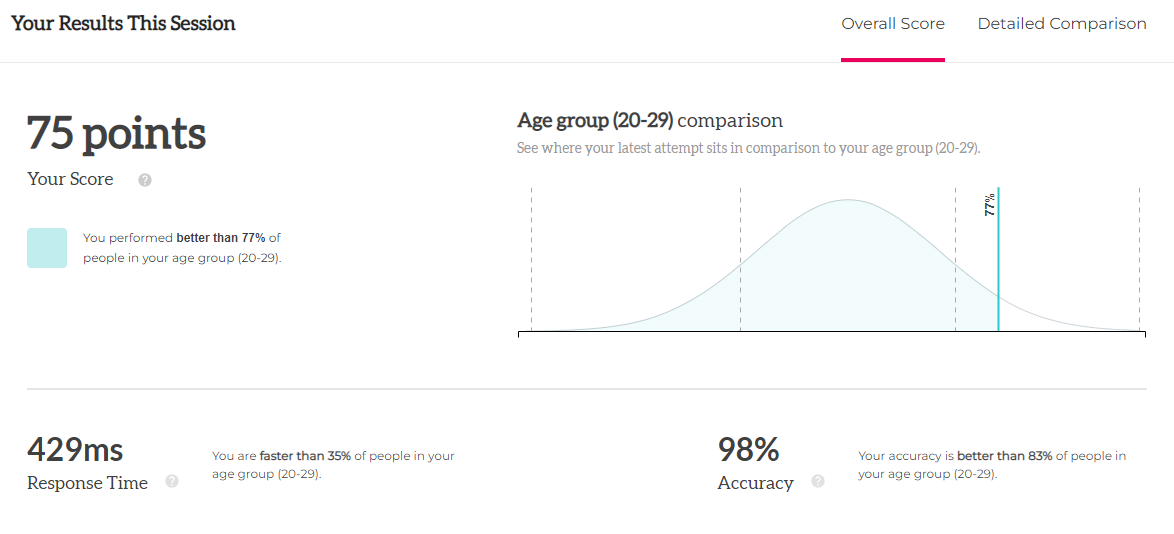 Your Results This Session
Overall Score
Detailed Comparison
75 points
Your Score
?
You performed better than 77% of
people in your age group (20-29).
Age group (20-29) comparison
See where your latest attempt sits in comparison to your age group (20-29).
77%
429ms
Response Time
?
You are faster than 35% of people in your
age group (20-29).
98%
Accuracy
?
Your accuracy is better than 83% of people in
your age group (20-29).